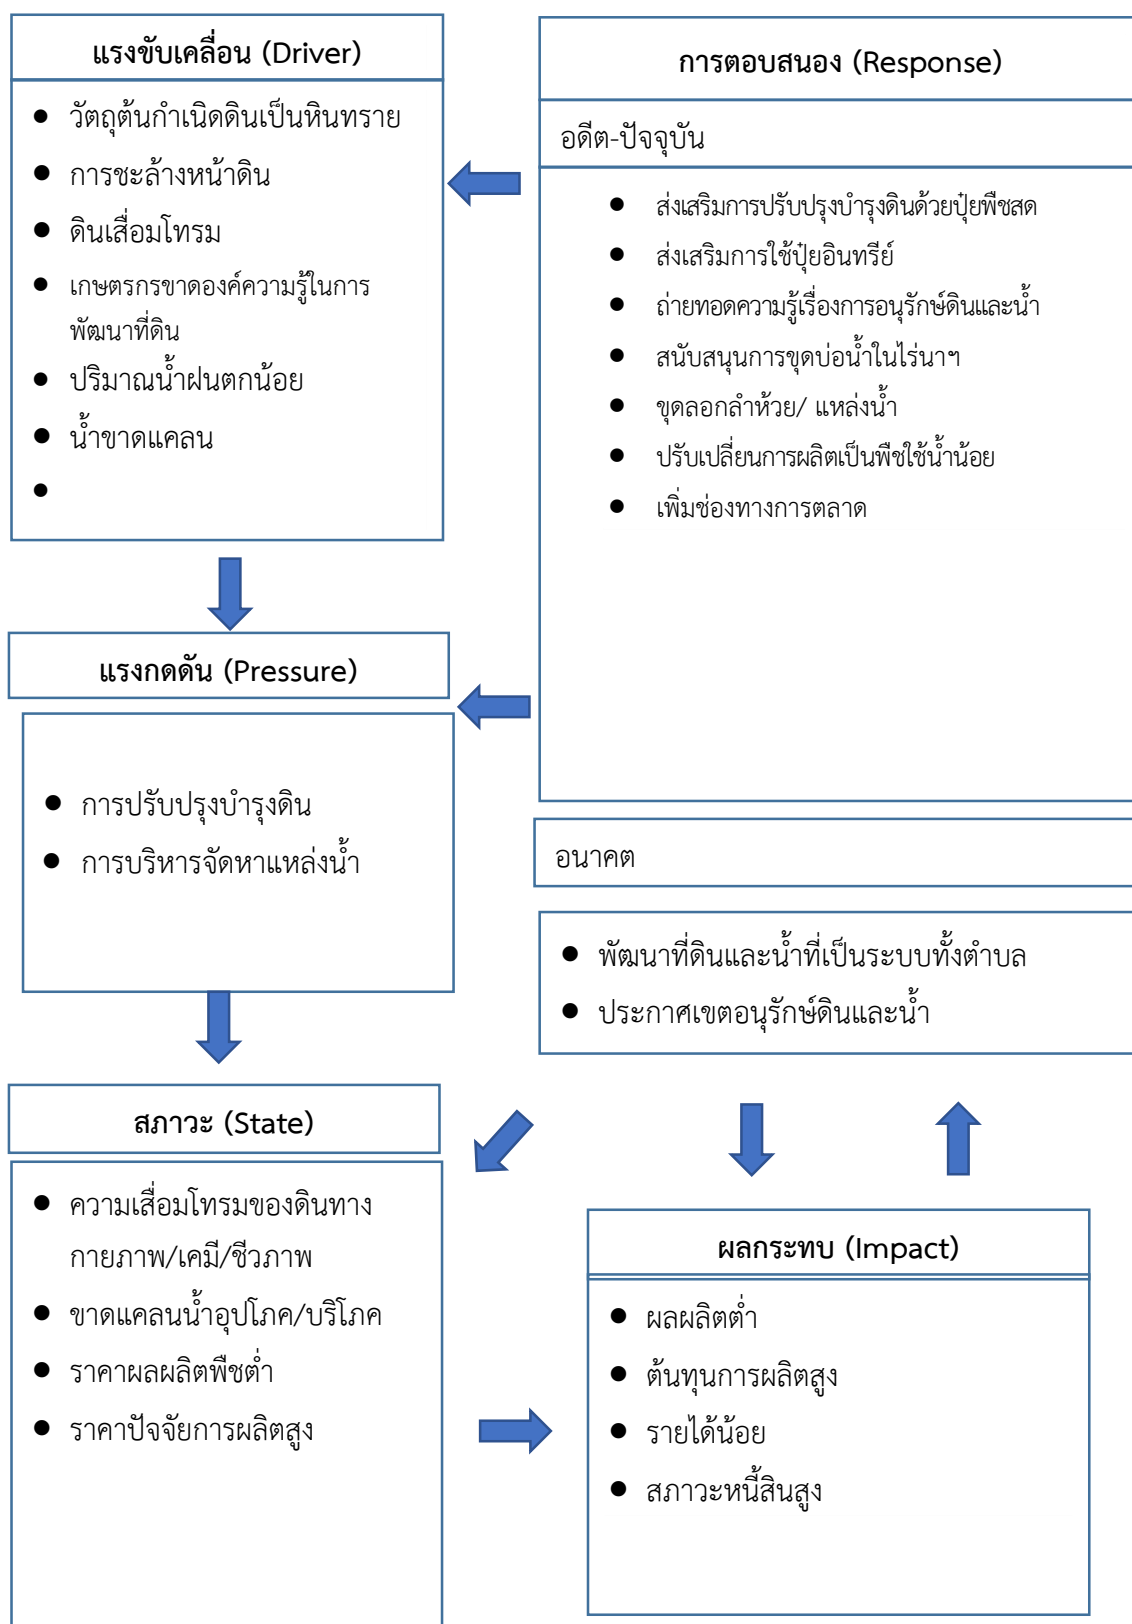 แรงขับเคลื่อน (Driver)
วัตถุต้นกำเนิดดินเป็นหินทราย
การชะล้างหน้าดิน
ดินเสื่อมโทรม
เกษตรกรขาดองค์ความรู้ในการ
พัฒนาที่ดิน
ปริมาณน้ำฝนตกน้อย
น้ำขาดแคลน
การตอบสนอง (Response)
อดีต-ปัจจุบัน
ส่งเสริมการปรับปรุงบำรุงดินด้วยปุ๋ยพืชสด
ส่งเสริมการใช้ปุ๋ยอินทรีย์
ถ่ายทอดความรู้เรื่องการอนุรักษ์ดินและน้ำ
สนับสนุนการขุดบ่อน้ำในไร่นาฯ
ขุดลอกลำห้วย/ แหล่งน้ำ
ปรับเปลี่ยนการผลิตเป็นพืชใช้น้ำน้อย
เพิ่มช่องทางการตลาด
แรงกดดัน (Pressure)
การปรับปรุงบำรุงดิน
การบริหารจัดหาแหล่งน้ำ
อนาคต
พัฒนาที่ดินและน้ำที่เป็นระบบทั้งตำบล
ประกาศเขตอนุรักษ์ดินและน้ำ
สภาวะ (State)
ความเสื่อมโทรมของดินทาง
กายภาพ/เคมี/ชีวภาพ
ขาดแคลนน้ำอุปโภค/บริโภค
ราคาผลผลิตพืชต่ำ
ราคาปัจจัยการผลิตสูง
ผลกระทบ (Impact)
ผลผลิตต่ำ
ต้นทุนการผลิตสูง
รายได้น้อย
สภาวะหนี้สินสูง